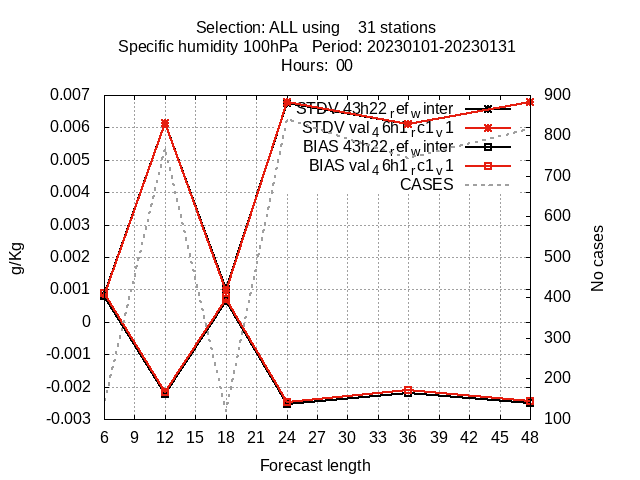 Selection: ALL using 31 stations
Specific humidity 100hPa Period: 20230101-20230131
Hours: 00
0.007
0.006
0.005
0.004
0.003
0.002
0.001
0
-0.001
-0.002
-0.003
g/Kg
STDV 43h22_ref_winter
STDV val_46h1_rc1_v1
BIAS 43h22_ref_winter
BIAS val_46h1_rc1_v1
CASES
900
800
700
600
500
400
300
200
100
No cases
6 9 12 15 18 21 24 27 30 33 36 39 42 45 48
Forecast length